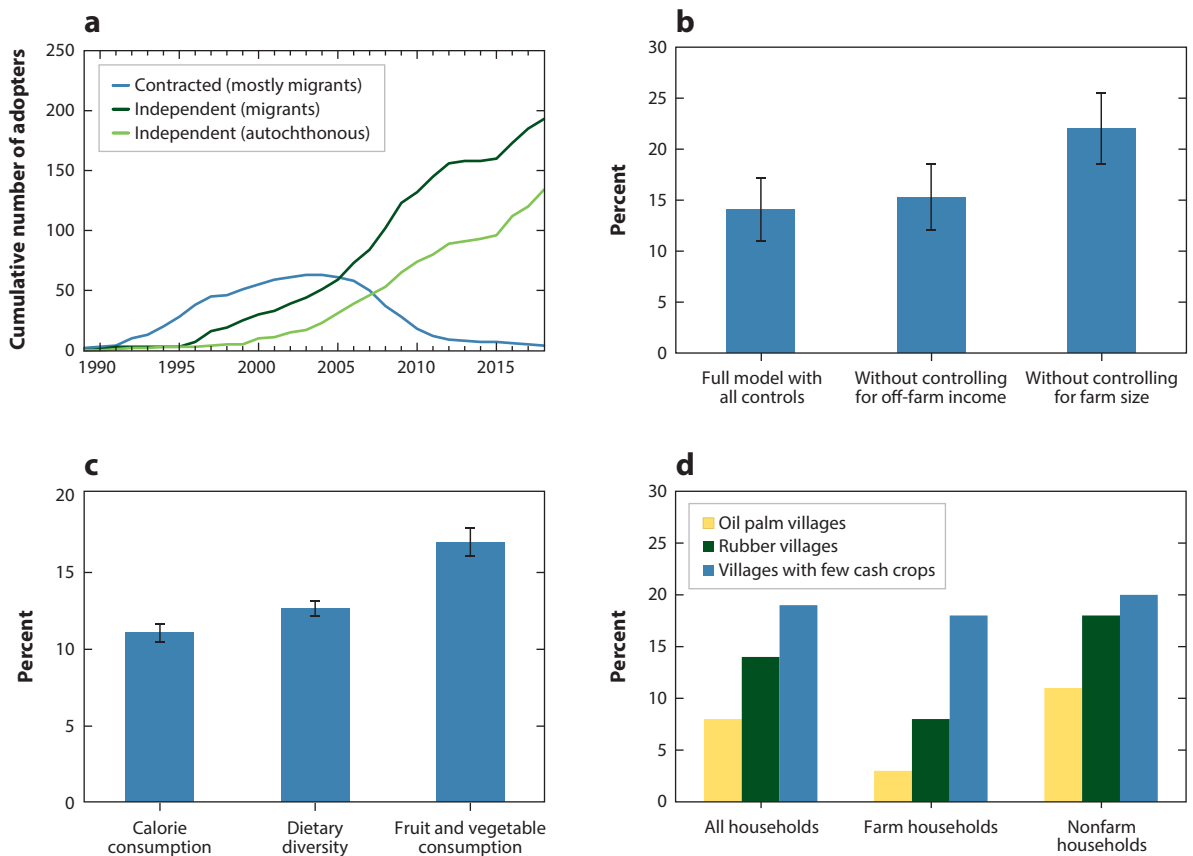 a
Cumulative number of adopters
250
200
150
100
50
0
Contracted (mostly migrants)
Independent (migrants)
Independent (autochthonous)
1990 1995 2000 2005 2010 2015
b
Percent
30
25
20
15
10
5
0
Full model with
all controls
Without controlling
for off-farm income
Without controlling
for farm size
c
Percent
20
15
10
5
0
Calorie
consumption
Dietary
diversity
Fruit and vegetable
consumption
d
Percent
30
25
20
15
10
5
0
Oil palm villages
Rubber villages
Villages with few cash crops
All households
Farm households
Nonfarm
households